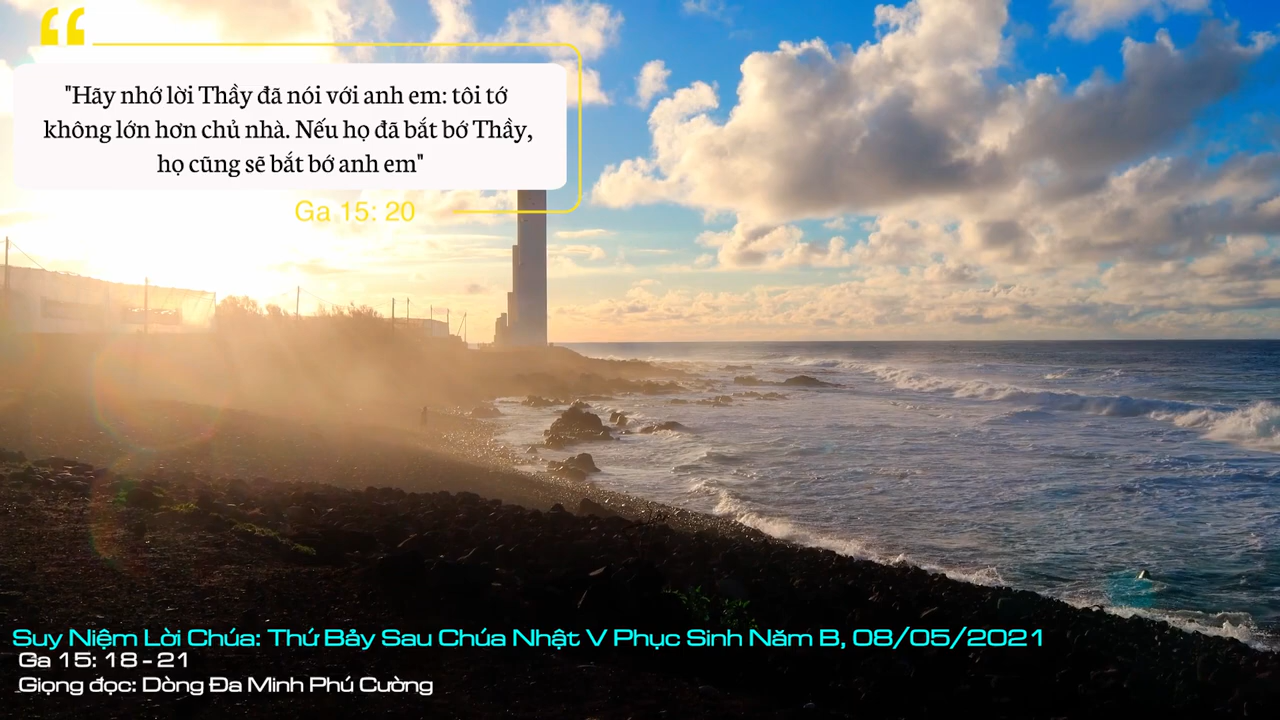 "Hãy nhớ lời Thầy đã nói với anh em: tôi tớ
không lớn hơn chủ nhà. Nếu họ đã bắt bớ Thầy,
họ cũng sẽ bắt bớ anh em"
Ga 15: 20
Suy Niệm Lời Chúa: Thứ Bảy Sau Chúa Nhật V Phục Sinh Năm B, 08/05/2021
Ga 15: 18 - 21
Giọng đọc: Dòng Đa Minh Phú Cường